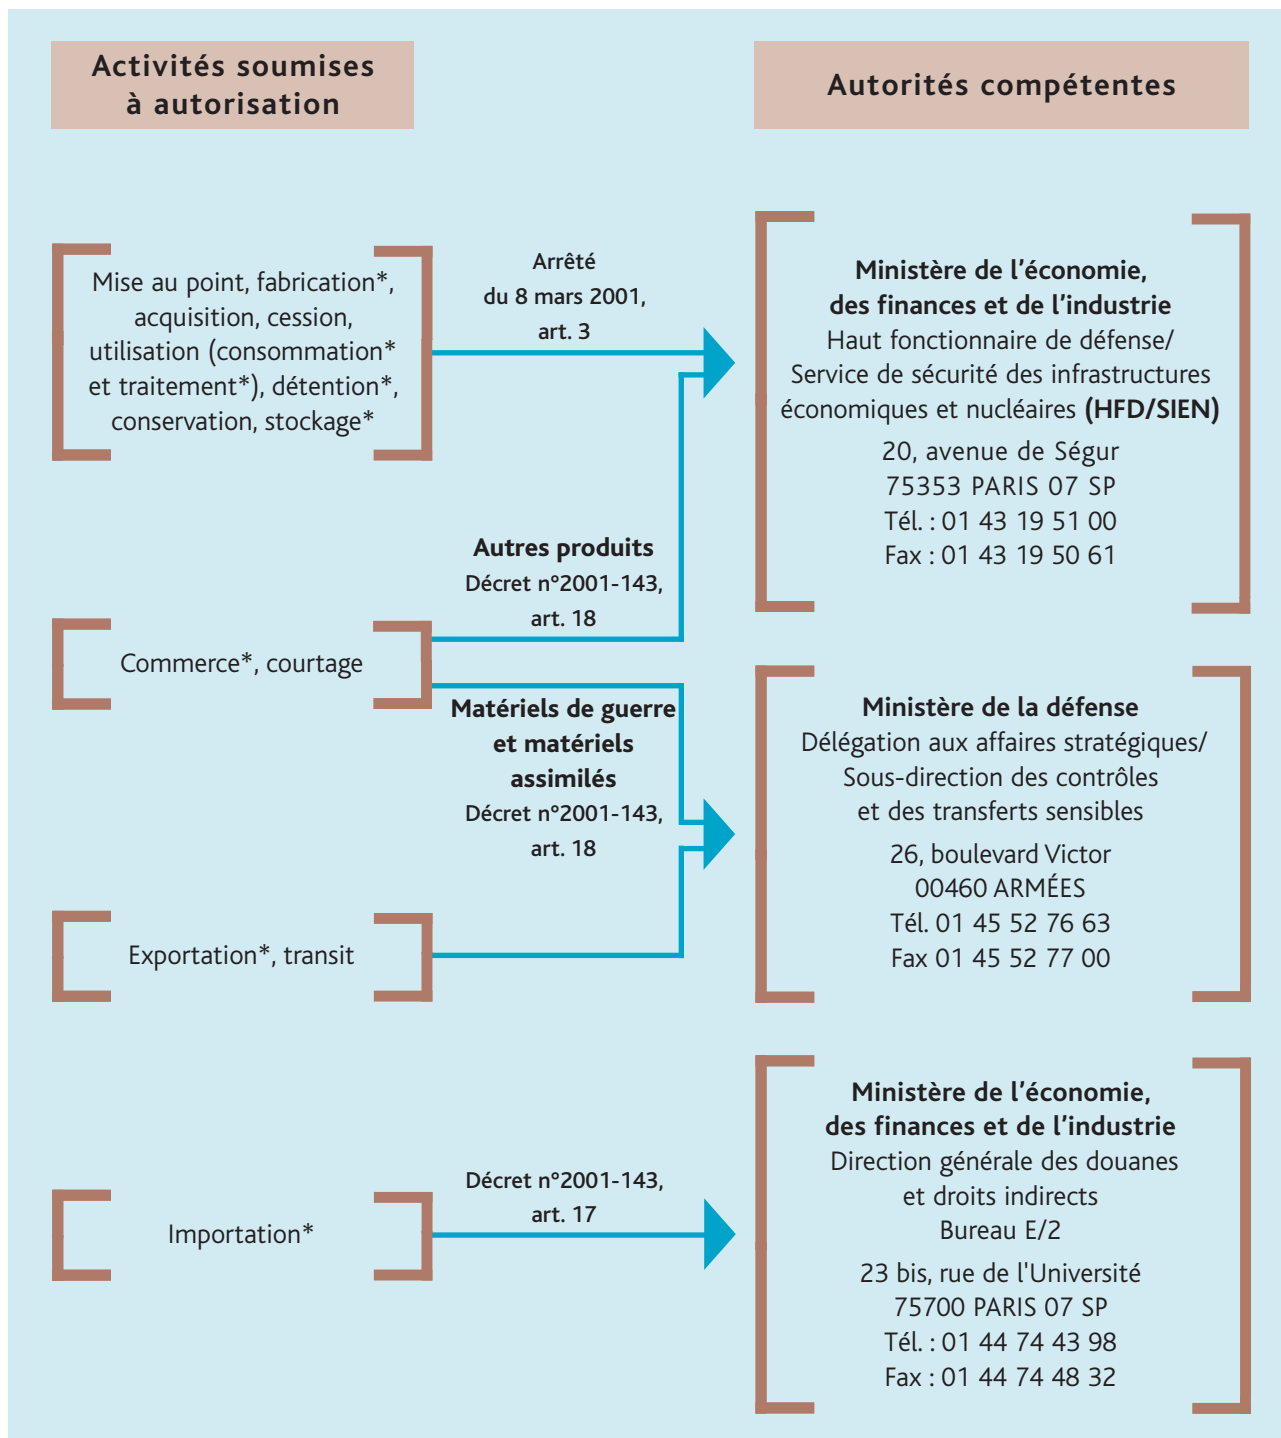 Activités soumises
à autorisation
Autorités compétentes
Mise au point, fabrication*,
acquisition, cession,
utilisation (consommation*
et traitement*), détention*,
conservation, stockage*
Arrêté
du 8 mars 2001,
art. 3
Ministère de l’économie,
des finances et de l’industrie
Haut fonctionnaire de défense/
Service de sécurité des infrastructures
économiques et nucléaires (HFD/SIEN)
20, avenue de Ségur
75353 PARIS 07 SP
Tél. : 01 43 19 51 00
Fax : 01 43 19 50 61
Autres produits
Décret n°2001-143,
art. 18
Commerce*, courtage
Matériels de guerre
et matériels
assimilés
Décret n°2001-143,
art. 18
Ministère de la défense
Délégation aux affaires stratégiques/
Sous-direction des contrôles
et des transferts sensibles
26, boulevard Victor
00460 ARMÉES
Tél. 01 45 52 76 63
Fax 01 45 52 77 00
Exportation*, transit
Importation*
Décret n°2001-143,
art. 17
Ministère de l’économie,
des finances et de l’industrie
Direction générale des douanes
et droits indirects
Bureau E/2
23 bis, rue de l'Université
75700 PARIS 07 SP
Tél. : 01 44 74 43 98
Fax : 01 44 74 48 32